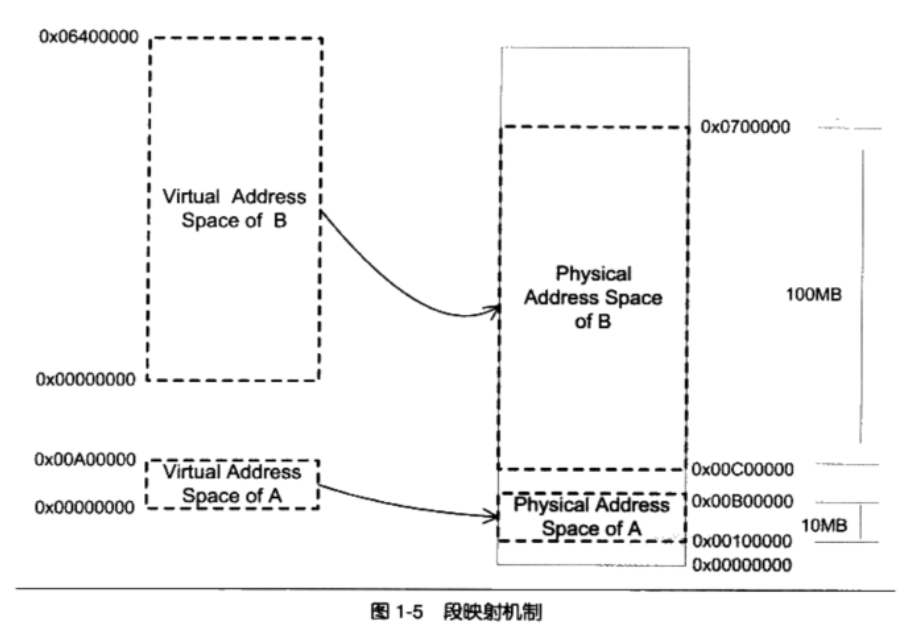 0x06400000
Virtual Address
Space of B
0x00000000
0x00A00000
Virtual Address
Space of A
0x00000000
0x0700000
Physical
Address Space
of B
100MB
0x00C00000
0x00B00000
Physical Address
Space of A
10MB
0x00100000
0x00000000
图 1-5 段映射机制